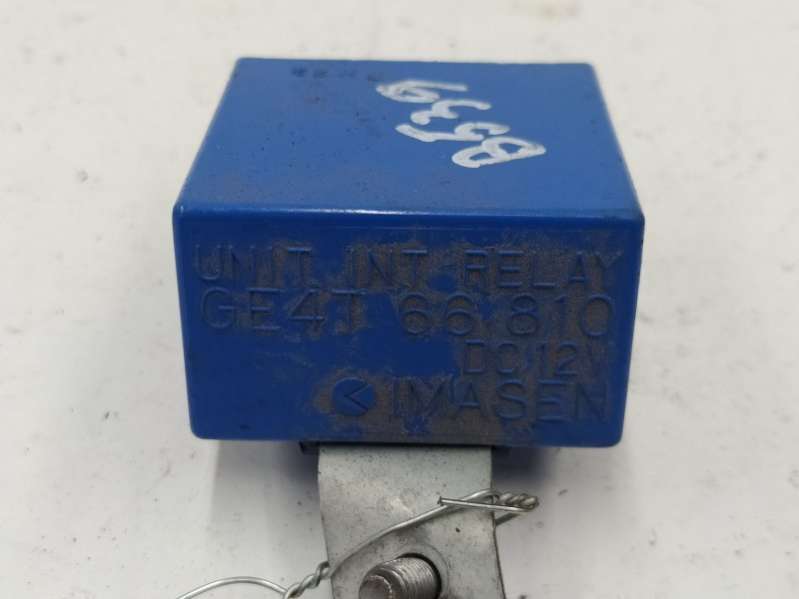 B539
UNIT INT RELAY
GE4T 66 810
DC12V
IMASEN